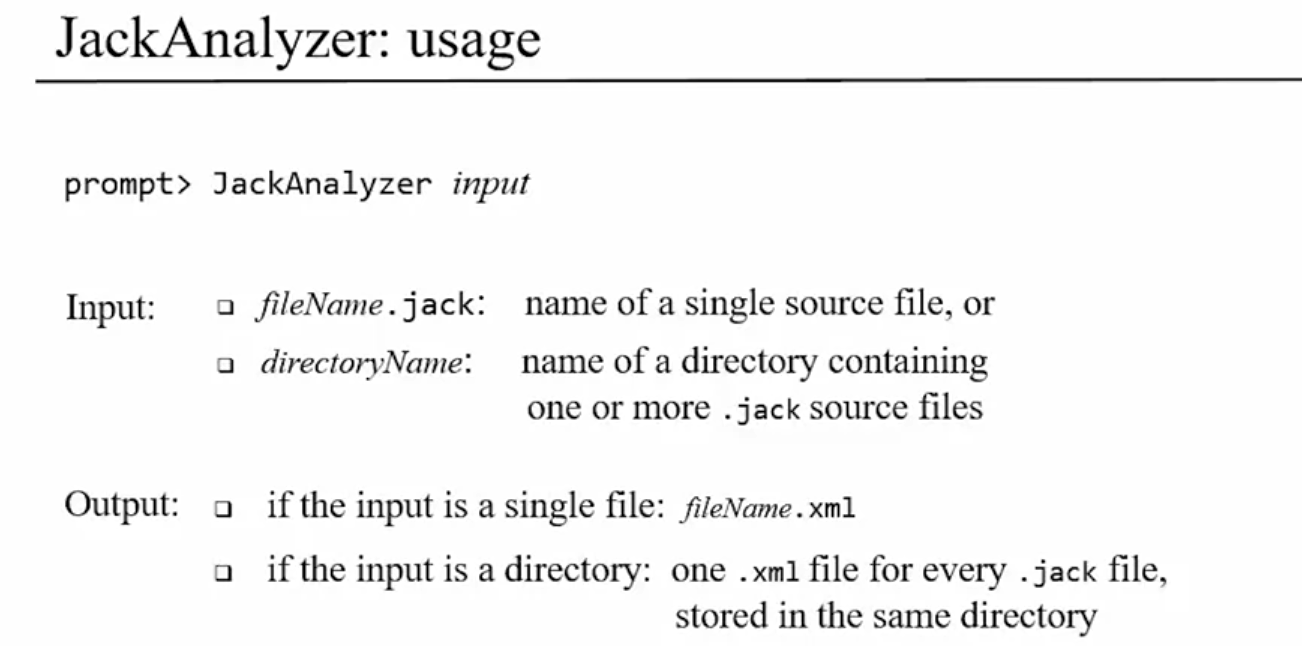 JackAnalyzer: usage
prompt> JackAnalyzer input
Input: ❑ fileName.jack: name of a single source file, or
❑ directoryName: name of a directory containing
one or more .jack source files
Output: ❑ if the input is a single file: fileName.xml
❑ if the input is a directory: one .xml file for every .jack file,
stored in the same directory